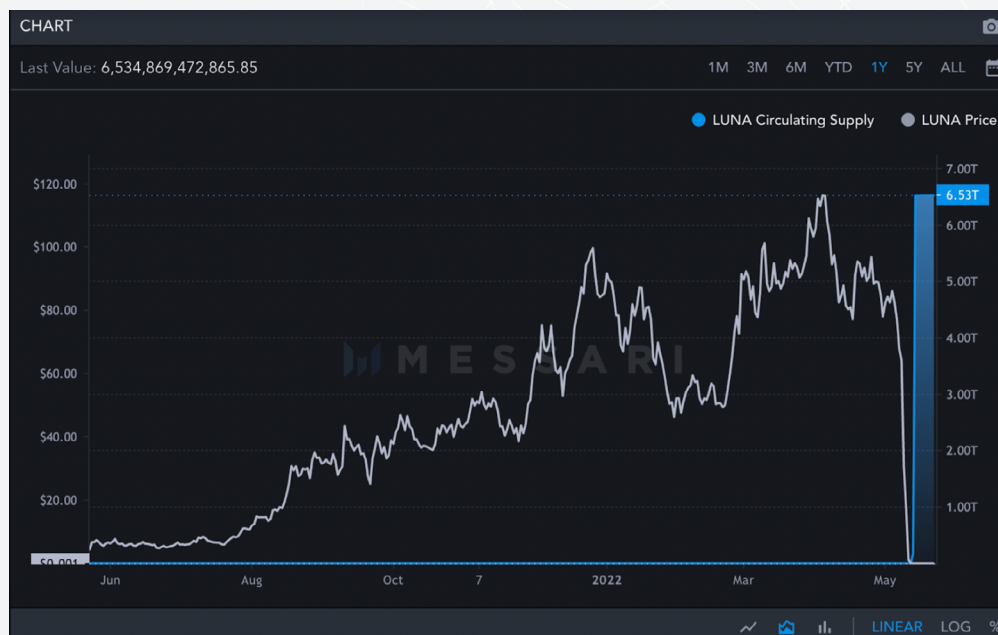 CHART
Last Value: 6,534,869,472,865.85
1M 3M 6M YTD 1Y 5Y ALL
LUNA Circulating Supply LUNA Price
$120.00
$100.00
$80.00
$60.00
$40.00
$20.00
$0.001
7.00T
6.53T
6.00T
5.00T
4.00T
3.00T
2.00T
1.00T
MESSARI
Jun Aug Oct 7 2022 Mar May
LINEAR LOG %